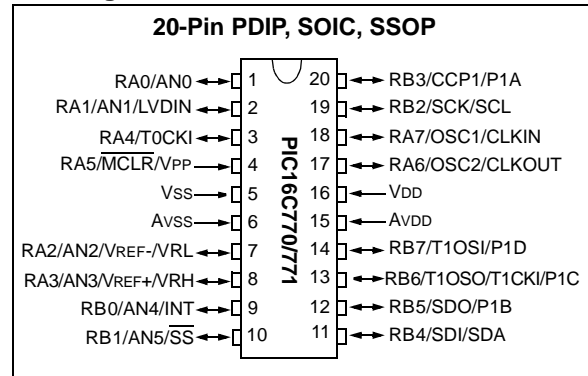 20-Pin PDIP, SOIC, SSOP
RA0/AN0 1 20 RB3/CCP1/P1A
RA1/AN1/LVDIN 2 19 RB2/SCK/SCL
RA4/T0CKI 3 18 RA7/OSC1/CLKIN
RA5/MCLR/VPP 4 17 RA6/OSC2/CLKOUT
VSS 5 16 VDD
AVSS 6 15 AVDD
RA2/AN2/VREF-/VRL 7 14 RB7/T1OSI/P1D
RA3/AN3/VREF+/VRH 8 13 RB6/T1OSO/T1CKI/P1C
RB0/AN4/INT 9 12 RB5/SDO/P1B
RB1/AN5/SS 10 11 RB4/SDI/SDA
PIC16C770/771